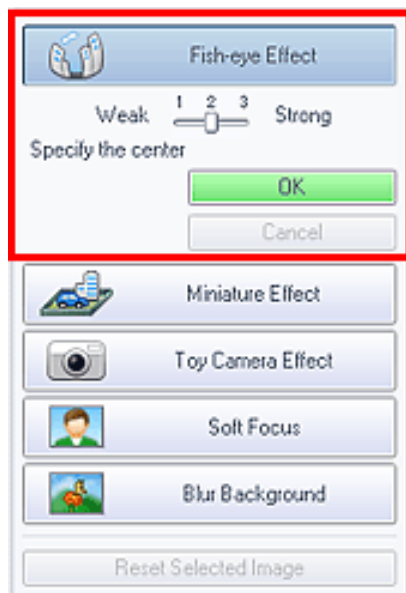 Fish-eye Effect
1 2 3
Weak Strong
Specify the center
OK
Cancel
Miniature Effect
Toy Camera Effect
Soft Focus
Blur Background
Reset Selected Image